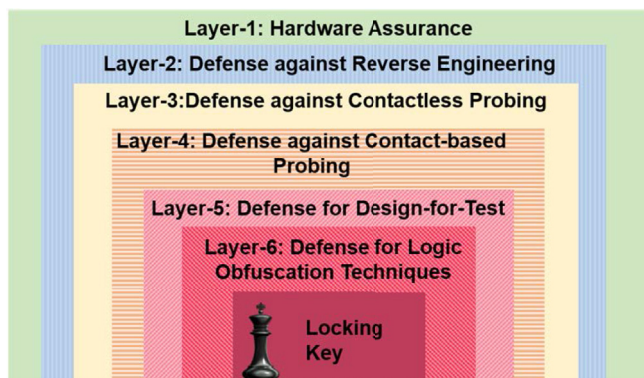 Layer-1: Hardware Assurance
Layer-2: Defense against Reverse Engineering
Layer-3:Defense against Contactless Probing
Layer-4: Defense against Contact-based
Probing
Layer-5: Defense for Design-for-Test
Layer-6: Defense for Logic
Obfuscation Techniques
Locking
Key